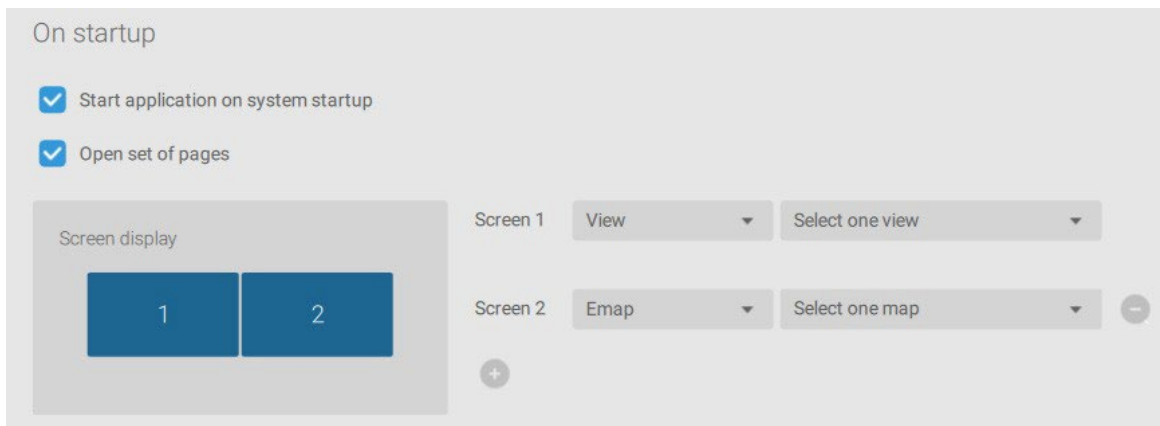 On startup
Start application on system startup
Open set of pages
Screen display
1 2
Screen 1 View Select one view
Screen 2 Emap Select one map